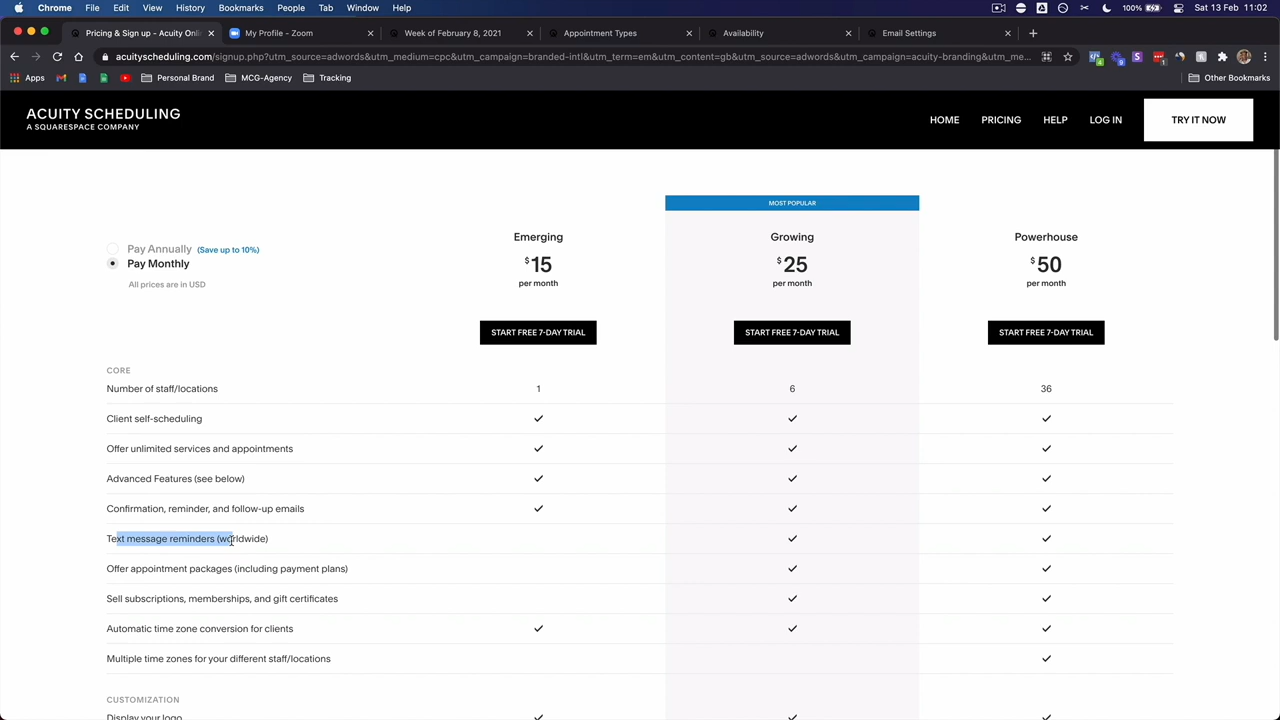 Chrome File Edit View History Bookmarks People Tab Window Help 100% Sat 13 Feb 11:02
Pricing & Sign up - Acuity Onli My Profile - Zoom Week of February 8, 2021 Appointment Types Availability Email Settings
acuityscheduling.com/signup.php?utm_source=adwords&utm_medium=cpc&utm_campaign=branded-intl&utm_term=em&utm_content=gb&utm_source=adwords&utm_campaign=acuity-branding&utm_me...
Apps Personal Brand MCG-Agency Tracking Other Bookmarks
ACUITY SCHEDULING
A SQUARESPACE COMPANY
HOME PRICING HELP LOG IN TRY IT NOW
MOST POPULAR
Pay Annually (Save up to 10%)
Pay Monthly
All prices are in USD
Emerging Growing Powerhouse
$15 $25 $50
per month per month per month
START FREE 7-DAY TRIAL START FREE 7-DAY TRIAL START FREE 7-DAY TRIAL
CORE
Number of staff/locations 1 6 36
Client self-scheduling
Offer unlimited services and appointments
Advanced Features (see below)
Confirmation, reminder, and follow-up emails
Text message reminders (worldwide)
Offer appointment packages (including payment plans)
Sell subscriptions, memberships, and gift certificates
Automatic time zone conversion for clients
Multiple time zones for your different staff/locations
CUSTOMIZATION
Display your logo